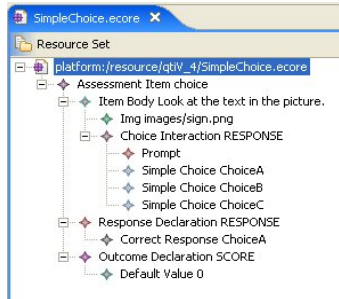 SimpleChoice.ecore
Resource Set
platform:/resource/qtiV_4/SimpleChoice.ecore
Assessment Item choice
Item Body Look at the text in the picture.
Img images/sign.png
Choice Interaction RESPONSE
Prompt
Simple Choice ChoiceA
Simple Choice ChoiceB
Simple Choice ChoiceC
Response Declaration RESPONSE
Correct Response ChoiceA
Outcome Declaration SCORE
Default Value 0